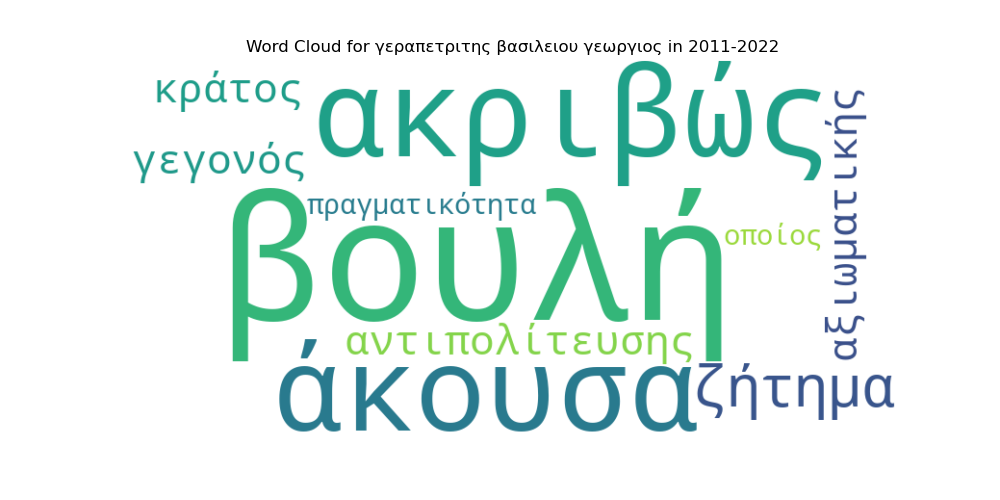 Word Cloud for γεραπετριτης βασιλειου γεωργιος in 2011-2022
κράτος
ακριβώς
γεγονός
αξιωματικής
πραγματικότητα
βουλή
οποίος
αντιπολίτευσης
άκουσα
ζήτημα